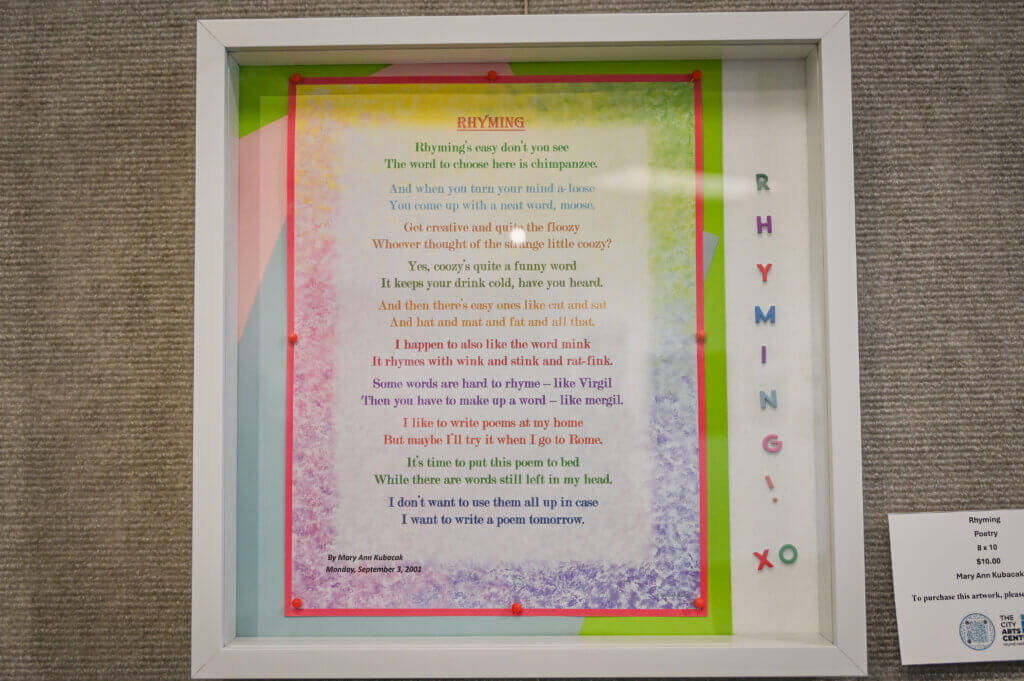 RHYMING
Rhyming's easy don't you see
The word to choose here is chimpanzee.
And when you turn your mind a-loose
You come up with a neat word, moose.
Get creative and quite the floozy
Whoever thought of the strange little coozy?
Yes, coozy's quite a funny word
It keeps your drink cold, have you heard.
And then there's easy ones like cat and sat
And hat and mat and fat and all that.
I happen to also like the word mink
It rhymes with wink and stink and rat-fink.
Some words are hard to rhyme – like Virgil
Then you have to make up a word – like mergil.
I like to write poems at my home
But maybe I'll try it when I go to Rome.
It's time to put this poem to bed
While there are words still left in my head.
I don't want to use them all up in case
I want to write a poem tomorrow.
By Mary Ann Kubacak
Monday, September 3, 2001
RHYMING!
XO
Rhyming
Poetry
8 x 10
$10.00
Mary Ann Kubacak
To purchase this artwork, please
THE
CITY
ARTS
CENT